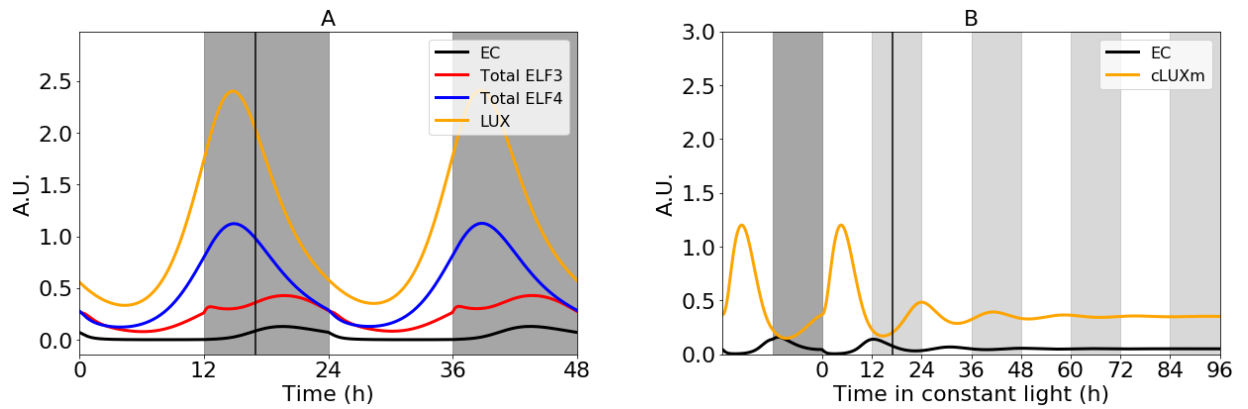 A
EC
Total ELF3
Total ELF4
LUX
A.U.
2.5
2.0
1.5
1.0
0.5
0.0
0 12 24 36 48
Time (h)
B
EC
cLUXm
A.U.
3.0
2.5
2.0
1.5
1.0
0.5
0.0
0 12 24 36 48 60 72 84 96
Time in constant light (h)